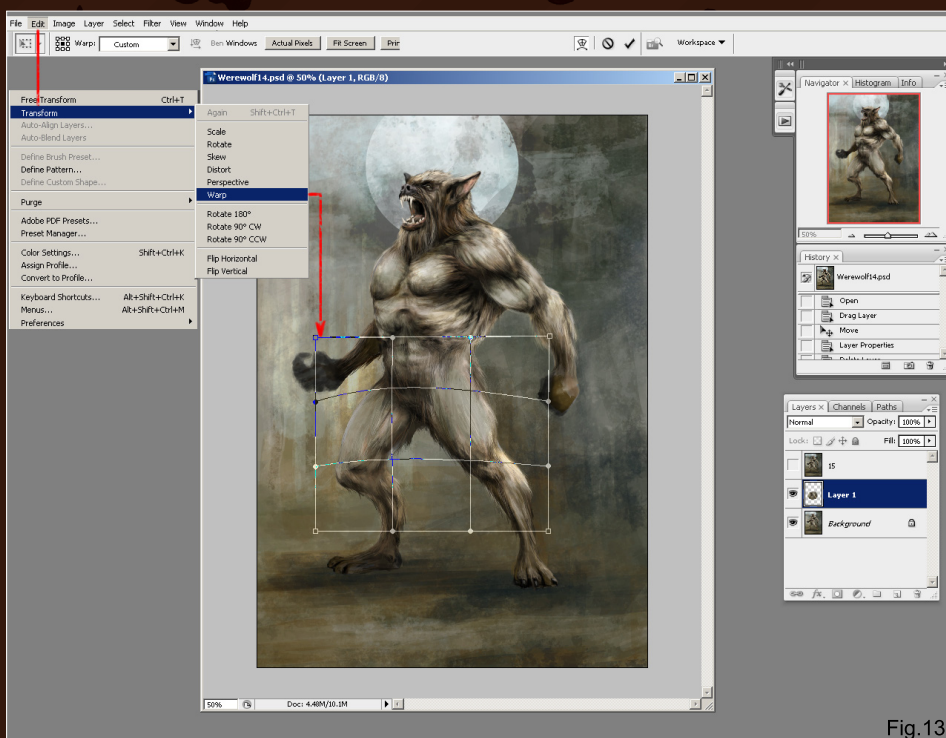 File Edit Image Layer Select Filter View Window Help
Warp: Custom Ben Windows Actual Pixels Fit Screen Prir Workspace
Werewolf14.psd @ 50% (Layer 1, RGB/8)
Free Transform Ctrl+T
Transform
Auto-Align Layers...
Auto-Blend Layers
Define Brush Preset...
Define Pattern...
Define Custom Shape...
Purge
Adobe PDF Presets...
Preset Manager...
Color Settings... Shift+Ctrl+K
Assign Profile...
Convert to Profile...
Keyboard Shortcuts... Alt+Shift+Ctrl+K
Menus... Alt+Shift+Ctrl+M
Preferences
Again Shift+Ctrl+T
Scale
Rotate
Skew
Distort
Perspective
Warp
Rotate 180°
Rotate 90° CW
Rotate 90° CCW
Flip Horizontal
Flip Vertical
50% Doc: 4.48M/10.1M
Navigator × Histogram Info
50%
History ×
Werewolf14.psd
Open
Drag Layer
Move
Layer Properties
Delete Layer
Layers × Channels Paths
Normal Opacity: 100%
Lock: Fill: 100%
15
Layer 1
Background
Fig.13